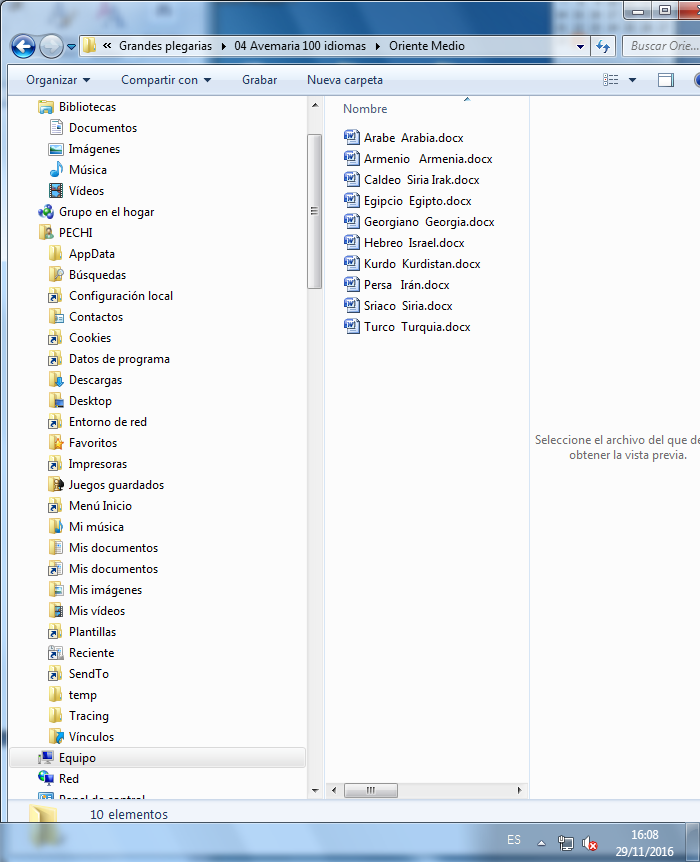 « Grandes plegarias ▸ 04 Avemaria 100 idiomas ▸ Oriente Medio
Buscar Orie...
Organizar
Compartir con
Grabar
Nueva carpeta
Bibliotecas
Documentos
Imágenes
Música
Vídeos
Grupo en el hogar
PECHI
AppData
Búsquedas
Configuración local
Contactos
Cookies
Datos de programa
Descargas
Desktop
Entorno de red
Favoritos
Impresoras
Juegos guardados
Menú Inicio
Mi música
Mis documentos
Mis documentos
Mis imágenes
Mis vídeos
Plantillas
Reciente
SendTo
temp
Tracing
Vínculos
Equipo
Red
Panel de control
Nombre
Arabe  Arabia.docx
Armenio   Armenia.docx
Caldeo  Siria Irak.docx
Egipcio  Egipto.docx
Georgiano  Georgia.docx
Hebreo  Israel.docx
Kurdo  Kurdistan.docx
Persa   Irán.docx
Sriaco  Siria.docx
Turco  Turquia.docx
Seleccione el archivo del que de
obtener la vista previa.
10 elementos
ES
16:08
29/11/2016